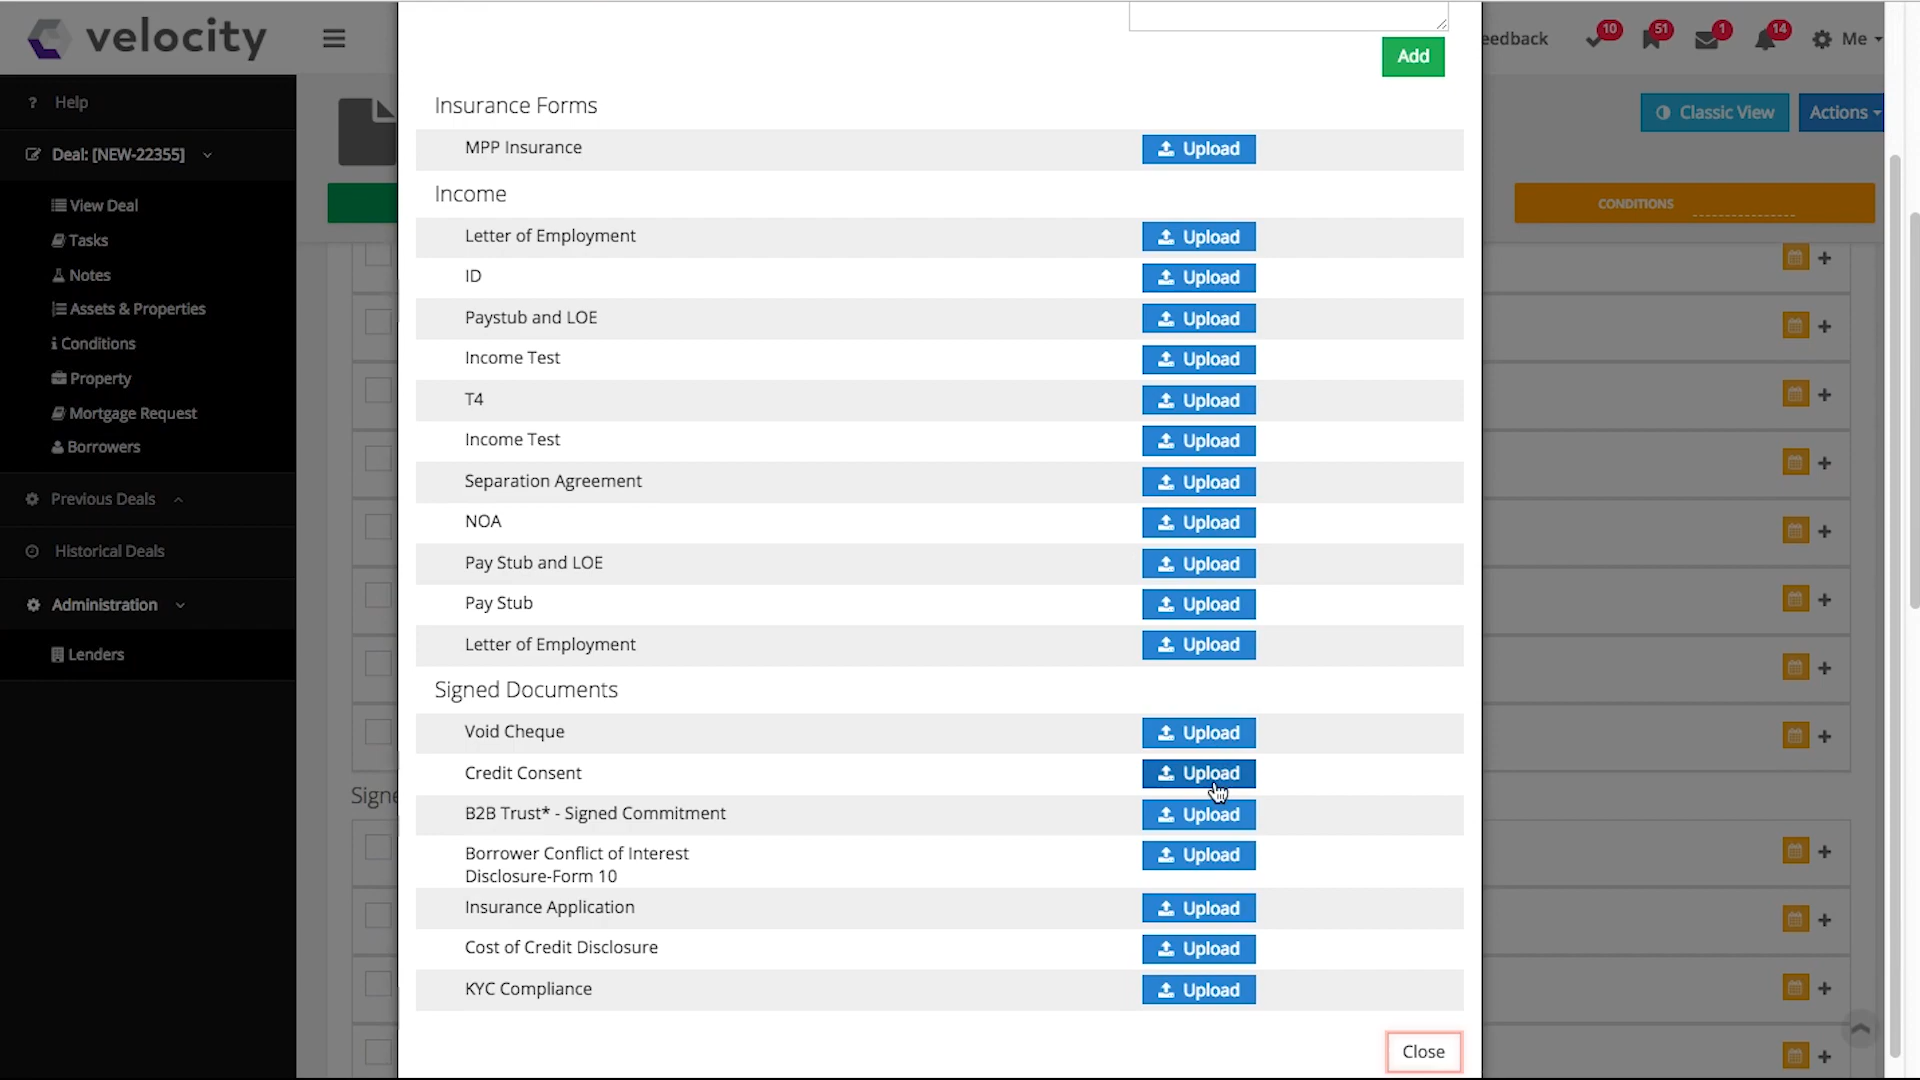 velocity
eedback
10
51
1
14
Me
Add
Help
Insurance Forms
Classic View
Actions
MPP Insurance
Upload
Deal: [NEW-22355]
Income
View Deal
CONDITIONS
Letter of Employment
Upload
Tasks
ID
Upload
Notes
Paystub and LOE
Upload
Assets & Properties
Income Test
Upload
Conditions
T4
Upload
Property
Income Test
Upload
Mortgage Request
Separation Agreement
Upload
Borrowers
NOA
Upload
Previous Deals
Pay Stub and LOE
Upload
Historical Deals
Pay Stub
Upload
Administration
Letter of Employment
Upload
Lenders
Signed Documents
Void Cheque
Upload
Credit Consent
Upload
Signe
B2B Trust* - Signed Commitment
Upload
Borrower Conflict of Interest
Disclosure-Form 10
Upload
Insurance Application
Upload
Cost of Credit Disclosure
Upload
KYC Compliance
Upload
Close